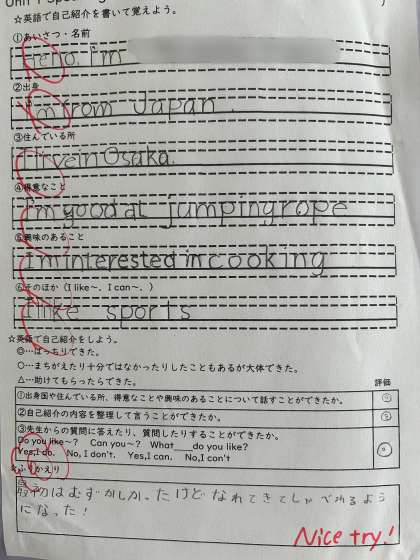 ☆英語で自己紹介を書いて覚えよう。
①あいさつ・名前
Hello. I'm
②出身
I'm from Japan.
③住んでいる所
I live in Osaka.
④得意なこと
I'm good at jumping rope
⑤興味のあること
I'm interested in cooking
⑥そのほか（I like～. I can～.）
I like sports
☆英語で自己紹介をしよう。
◎…ばっちりできた。
○…まちがえたり十分ではなかったりしたこともあるが大体できた。
△…助けてもらったらできた。
評価
①出身国や住んでいる所、得意なことや興味のあることについて話すことができたか。
②自己紹介の内容を整理して言うことができたか。
③先生からの質問に答えたり、質問したりすることができたか。
Do you like～? Can you～? What___do you like?
Yes,I do. No, I don't. Yes,I can. No,I can't
☆ふりかえり
最初はむずかしかったけどなれてきてしゃべれるよう
になった！
Nice try!